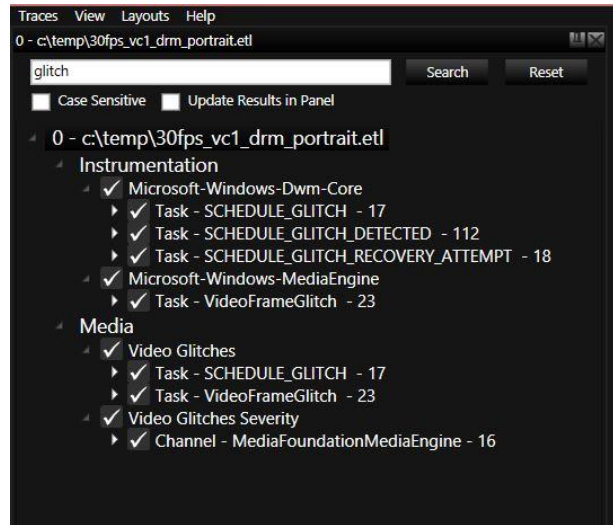 Traces View Layouts Help
0 - c:\temp\30fps_vc1_drm_portrait.etl
glitch Search Reset
Case Sensitive Update Results in Panel
0 - c:\temp\30fps_vc1_drm_portrait.etl
Instrumentation
Microsoft-Windows-Dwm-Core
Task - SCHEDULE_GLITCH - 17
Task - SCHEDULE_GLITCH_DETECTED - 112
Task - SCHEDULE_GLITCH_RECOVERY_ATTEMPT - 18
Microsoft-Windows-MediaEngine
Task - VideoFrameGlitch - 23
Media
Video Glitches
Task - SCHEDULE_GLITCH - 17
Task - VideoFrameGlitch - 23
Video Glitches Severity
Channel - MediaFoundationMediaEngine - 16